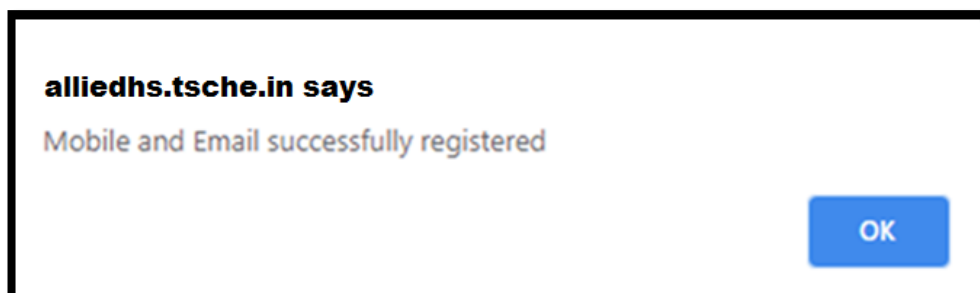 alliedhs.tsche.in says
Mobile and Email successfully registered
OK